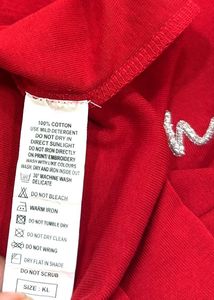 100% COTTON
USE MILD DETERGENT
DO NOT DRY IN
DIRECT SUNLIGHT
DO NOT IRON DIRECTLY
ON PRINT/EMBROIDERY
WASH WITH LIKE COLOURS
WASH DRY AND IRON INSIDE OUT
30° MACHINE WASH
DELICATE
DO NOT BLEACH
WARM IRON
DO NOT TUMBLE DRY
DO NOT DRY CLEAN
DO NOT WRING
DRY FLAT IN SHADE
DO NOT SCRUB
SIZE : XL